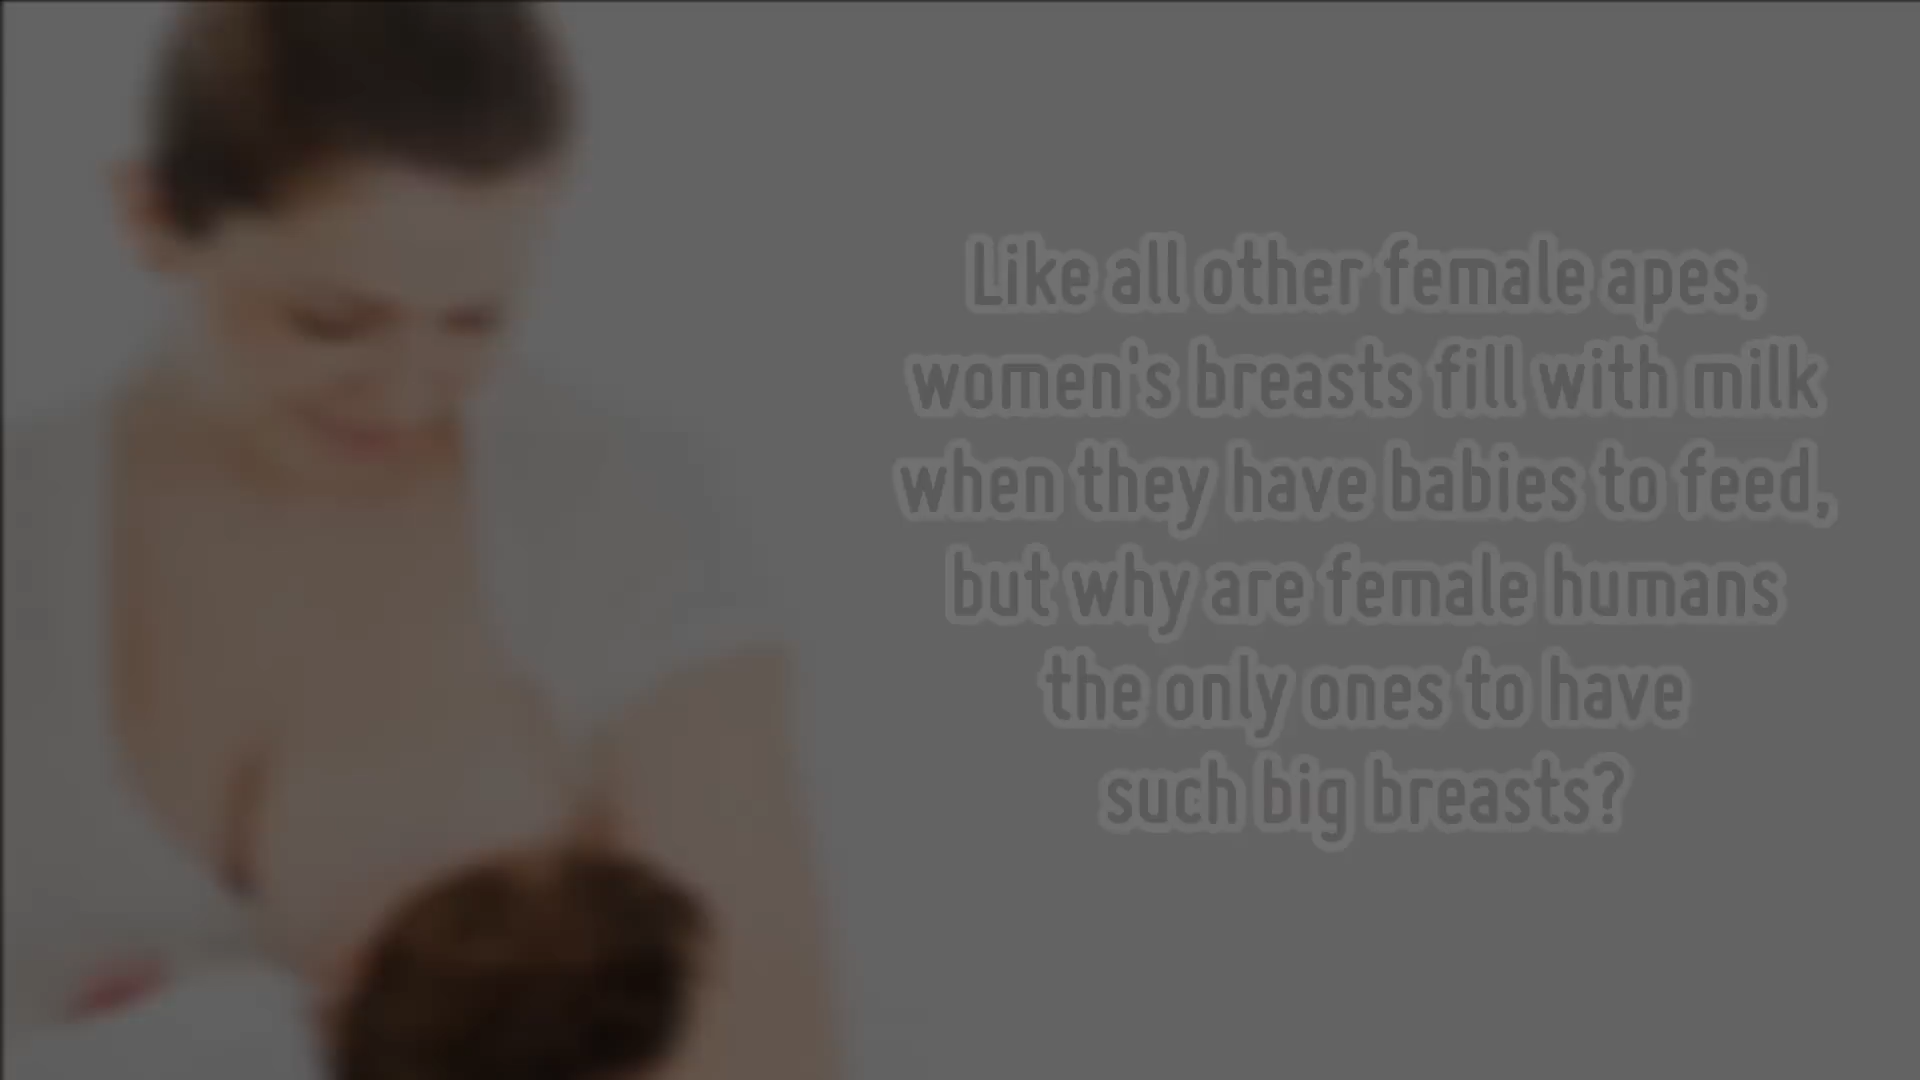 Like all other female apes,
women's breasts fill with milk
when they have babies to feed,
but why are female humans
the only ones to have
such big breasts?